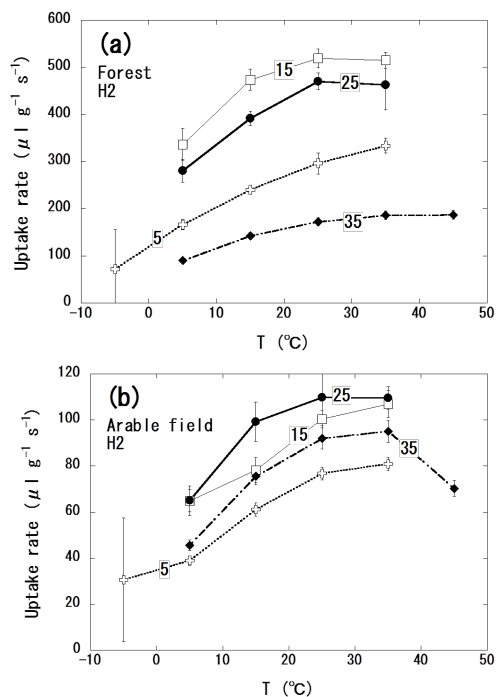 600
500
400
300
200
100
0
Uptake rate (μl g⁻¹ s⁻¹)
(a)
Forest
H2
15
25
5
35
-10 0 10 20 30 40 50
T (℃)
120
100
80
60
40
20
0
Uptake rate (μl g⁻¹ s⁻¹)
(b)
Arable field
H2
25
15
35
5
-10 0 10 20 30 40 50
T (℃)